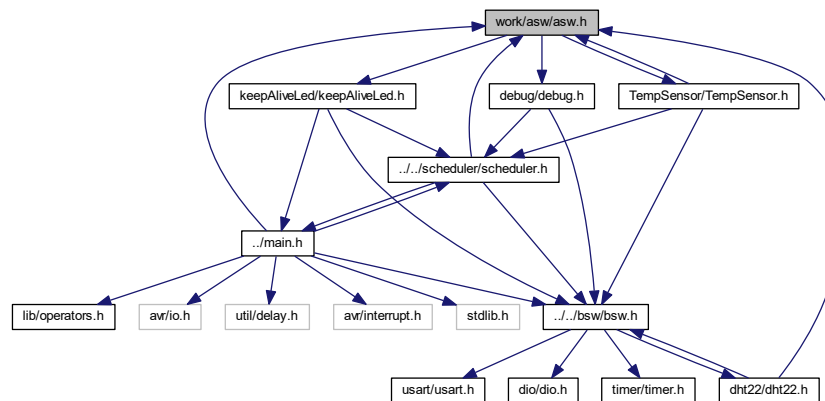 work/asw/asw.h
keepAliveLed/keepAliveLed.h
debug/debug.h
TempSensor/TempSensor.h
../../scheduler/scheduler.h
../main.h
lib/operators.h
avr/io.h
util/delay.h
avr/interrupt.h
stdlib.h
../../bsw/bsw.h
usart/usart.h
dio/dio.h
timer/timer.h
dht22/dht22.h